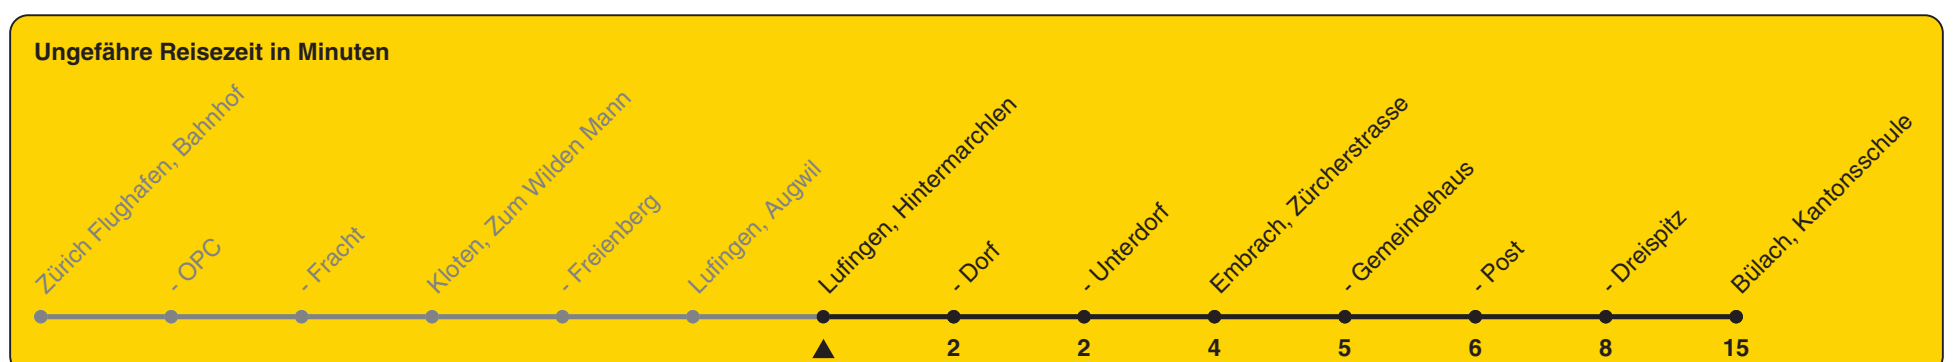 Ungefähre Reisezeit in Minuten
Zürich Flughafen, Bahnhof
- OPC
- Fracht
Kloten, Zum Wilden Mann
- Freienberg
Lufingen, Augwil
Lufingen, Hintermarchlen
- Dorf
- Unterdorf
Embrach, Zürcherstrasse
- Gemeindehaus
- Post
- Dreispitz
Bülach, Kantonsschule
2 2 4 5 6 8 15